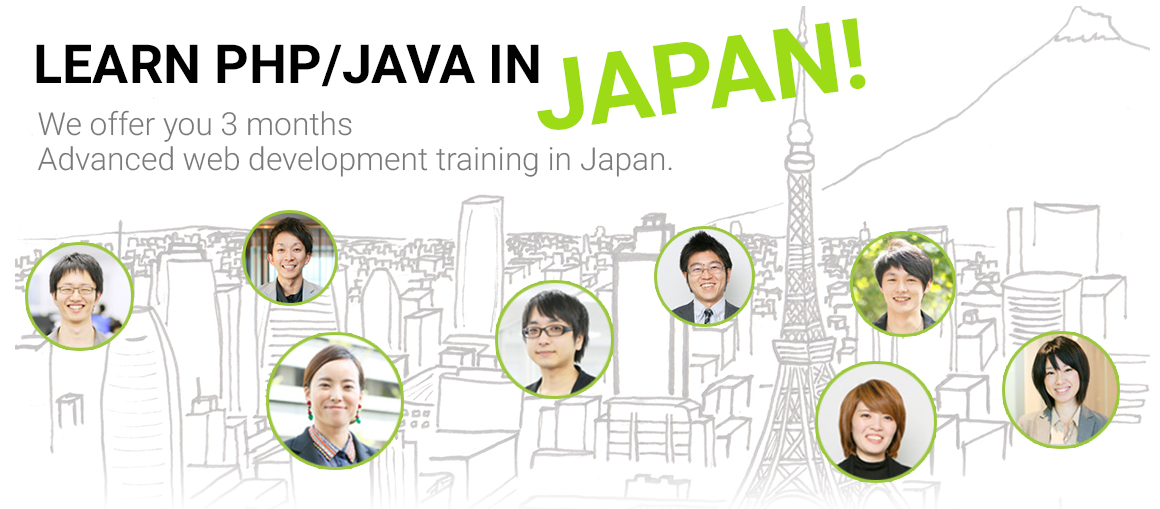 LEARN PHP/JAVA IN JAPAN!
We offer you 3 months
Advanced web development training in Japan.